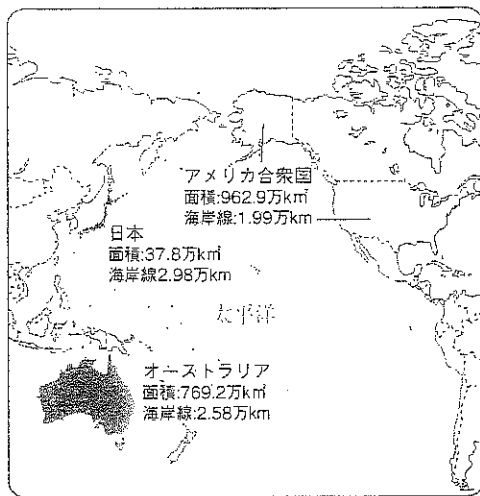 アメリカ合衆国
面積:962.9万km²
海岸線:1.99万km
日本
面積:37.8万km²
海岸線2.98万km
太平洋
オーストラリア
面積:769.2万km²
海岸線:2.58万km